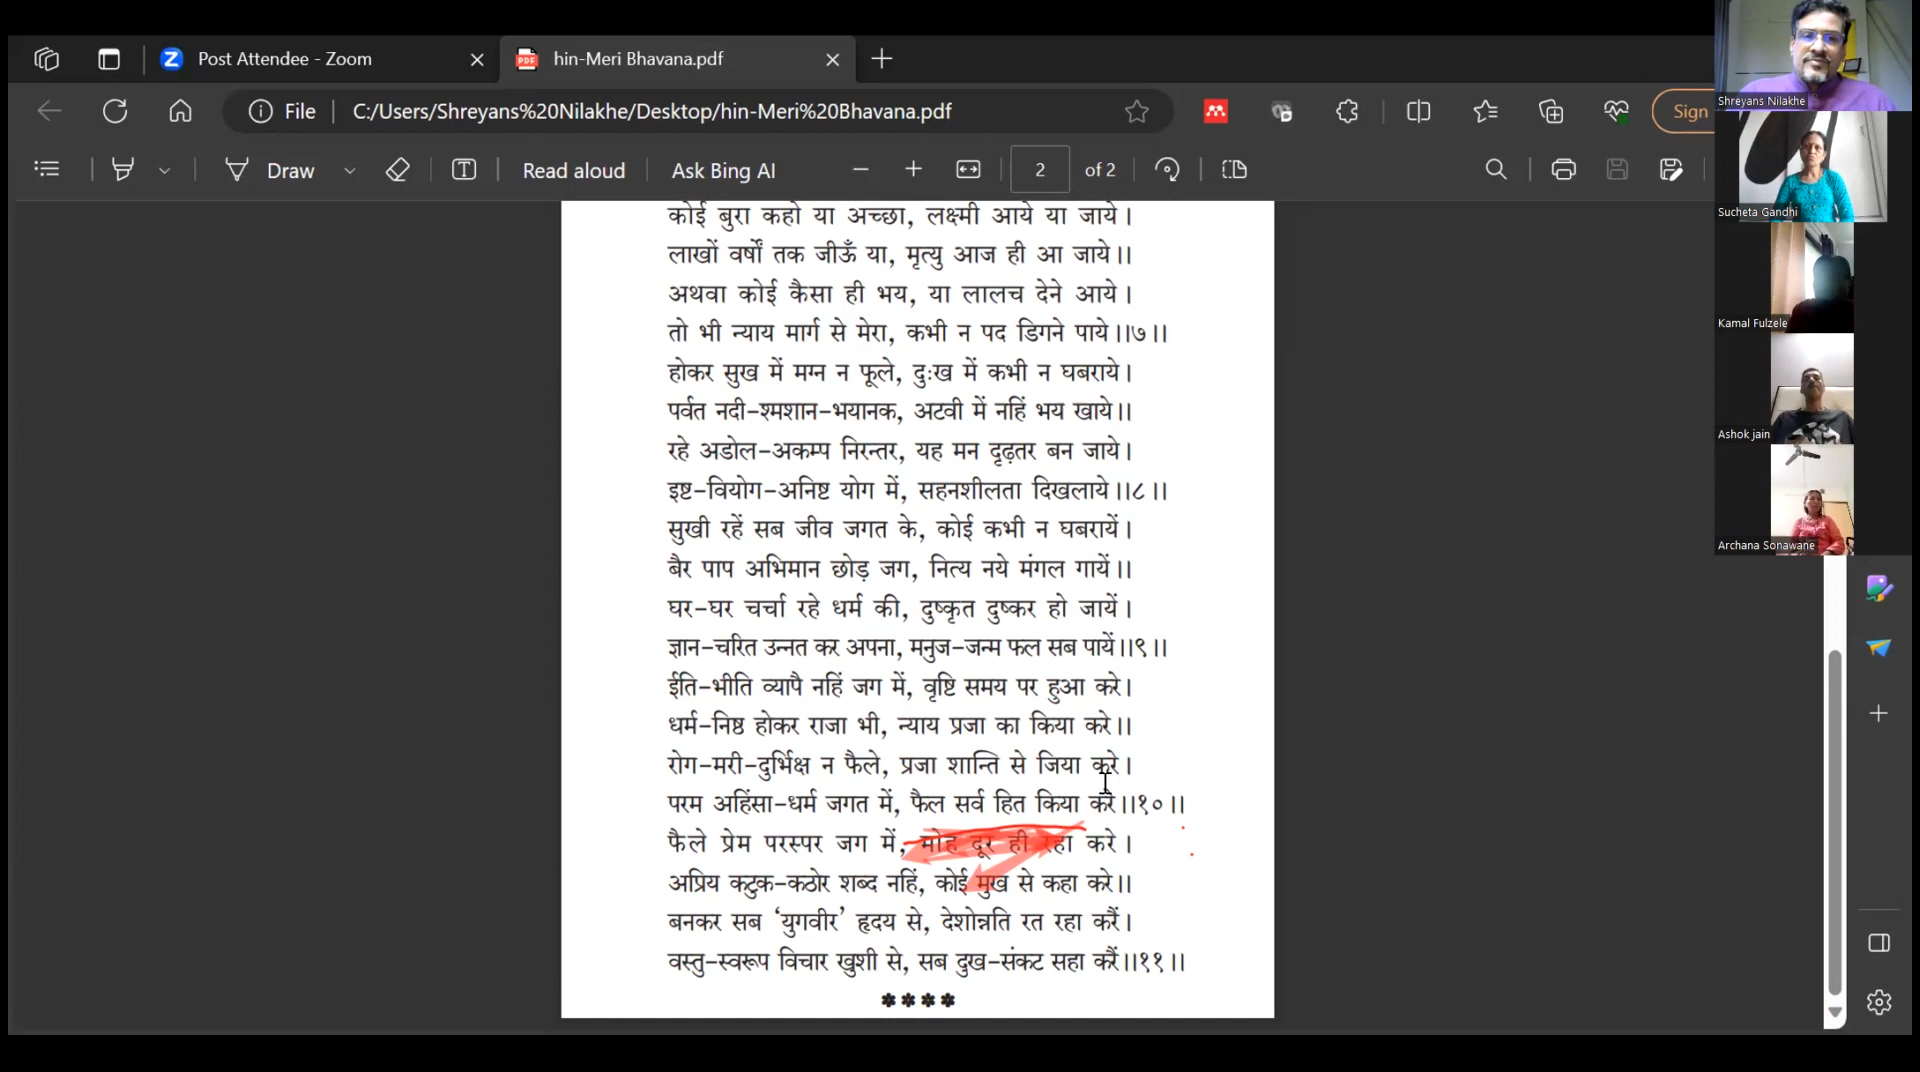 Post Attendee - Zoom
hin-Meri Bhavana.pdf
File
C:/Users/Shreyans%20Nilakhe/Desktop/hin-Meri%20Bhavana.pdf
Sign
Draw
Read aloud
Ask Bing AI
2
of 2
कोई बुरा कहो या अच्छा, लक्ष्मी आये या जाये।
लाखों वर्षों तक जीऊँ या, मृत्यु आज ही आ जाये।।
अथवा कोई कैसा ही भय, या लालच देने आये।
तो भी न्याय मार्ग से मेरा, कभी न पद डिगने पाये।।७।।
होकर सुख में मग्न न फूले, दुःख में कभी न घबराये।
पर्वत नदी-श्मशान-भयानक, अटवी में नहिं भय खाये।।
रहे अडोल-अकम्प निरन्तर, यह मन दृढ़तर बन जाये।
इष्ट-वियोग-अनिष्ट योग में, सहनशीलता दिखलाये।।८।।
सुखी रहें सब जीव जगत के, कोई कभी न घबरायें।
बैर पाप अभिमान छोड़ जग, नित्य नये मंगल गायें।।
घर-घर चर्चा रहे धर्म की, दुष्कृत दुष्कर हो जायें।
ज्ञान-चरित उन्नत कर अपना, मनुज-जन्म फल सब पायें।।९।।
ईति-भीति व्यापै नहिं जग में, वृष्टि समय पर हुआ करे।
धर्म-निष्ठ होकर राजा भी, न्याय प्रजा का किया करे।।
रोग-मरी-दुर्भिक्ष न फैले, प्रजा शान्ति से जिया करे।
परम अहिंसा-धर्म जगत में, फैल सर्व हित किया करे।।१०।।
फैले प्रेम परस्पर जग में, मोह दूर ही रहा करे।
अप्रिय कटुक-कठोर शब्द नहिं, कोई मुख से कहा करे।।
बनकर सब ‘युगवीर’ हृदय से, देशोन्नति रत रहा करैं।
वस्तु-स्वरूप विचार खुशी से, सब दुख-संकट सहा करैं।।११।।
****
Shreyans Nilakhe
Sucheta Gandhi
Kamal Fulzele
Ashok jain
Archana Sonawane